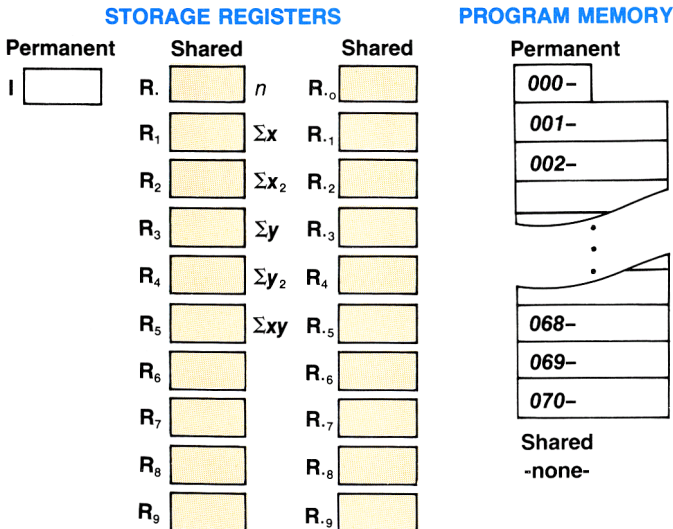 STORAGE REGISTERS
PROGRAM MEMORY
Permanent Shared Shared Permanent
I R. n R.₀ 000–
R₁ Σx R.₁ 001–
R₂ Σx₂ R.₂ 002–
R₃ Σy R.₃
R₄ Σy₂ R₄
R₅ Σxy R.₅ 068–
R₆ R.₆ 069–
R₇ R.₇ 070–
Shared
R₈ R.₈ -none-
R₉ R.₉